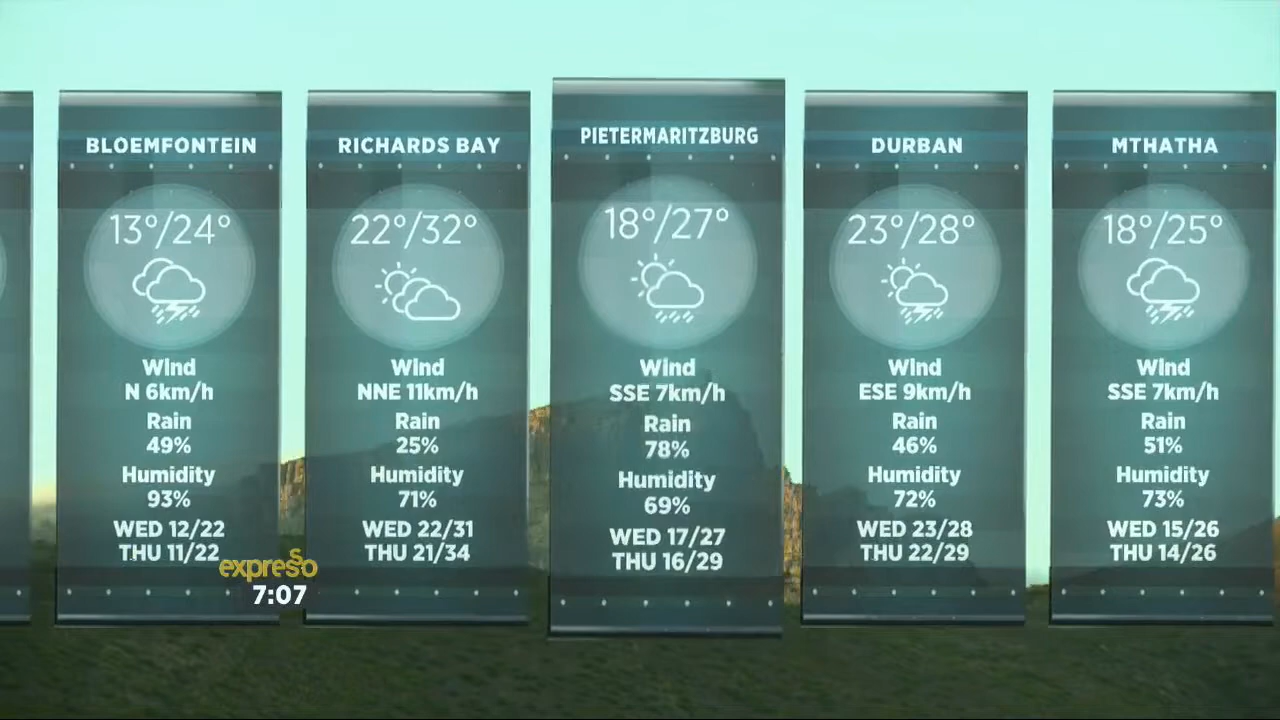 BLOEMFONTEIN
13°/24°
Wind
N 6km/h
Rain
49%
Humidity
93%
WED 12/22
THU 11/22
RICHARDS BAY
22°/32°
Wind
NNE 11km/h
Rain
25%
Humidity
71%
WED 22/31
THU 21/34
PIETERMARITZBURG
18°/27°
Wind
SSE 7km/h
Rain
78%
Humidity
69%
WED 17/27
THU 16/29
DURBAN
23°/28°
Wind
ESE 9km/h
Rain
46%
Humidity
72%
WED 23/28
THU 22/29
MTHATHA
18°/25°
Wind
SSE 7km/h
Rain
51%
Humidity
73%
WED 15/26
THU 14/26
expresso
7:07